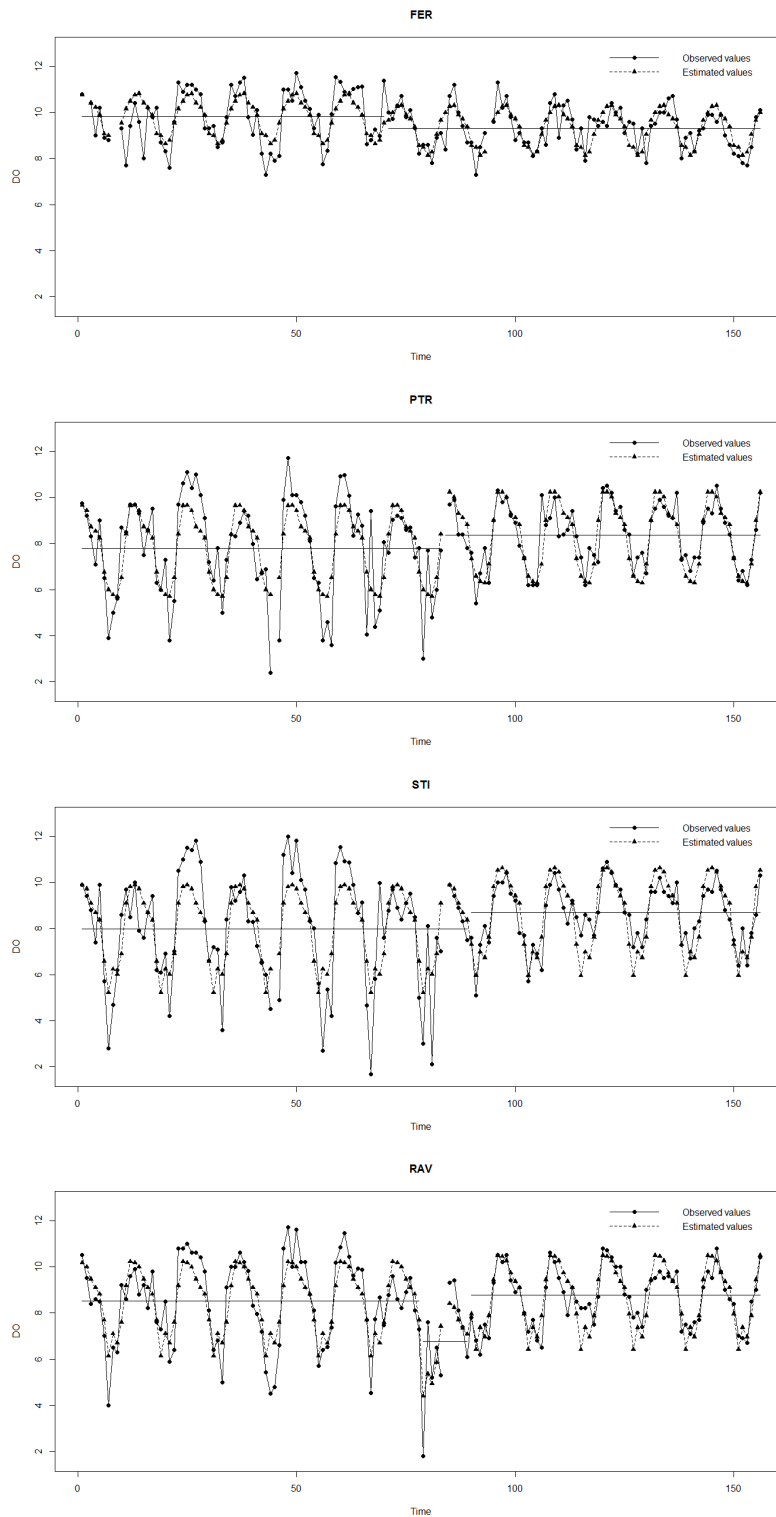 FER
Observed values
Estimated values
DO
12
10
8
6
4
2
0
50
100
150
Time
PTR
Observed values
Estimated values
DO
12
10
8
6
4
2
0
50
100
150
Time
STI
Observed values
Estimated values
DO
12
10
8
6
4
2
0
50
100
150
Time
RAV
Observed values
Estimated values
DO
12
10
8
6
4
2
0
50
100
150
Time